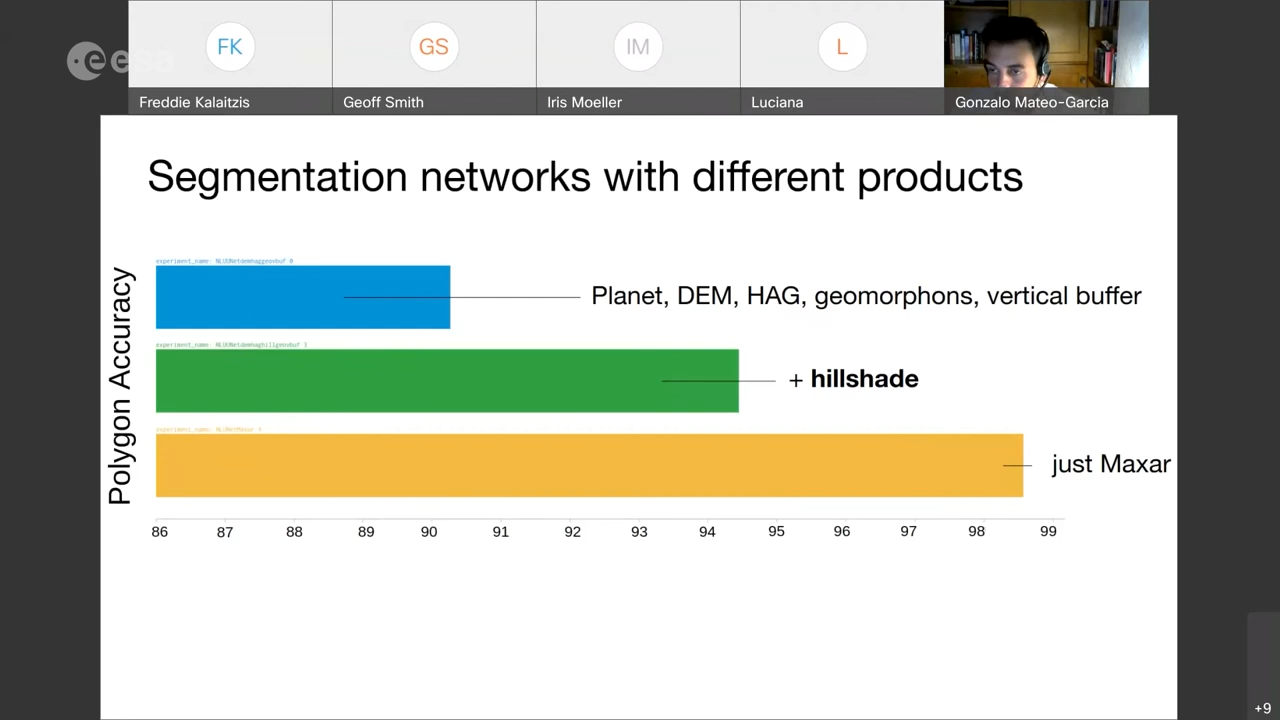 FK
GS
IM
L
esa
Freddie Kalaitzis
Geoff Smith
Iris Moeller
Luciana
Gonzalo Mateo-Garcia
Segmentation networks with different products
Polygon Accuracy
Planet, DEM, HAG, geomorphons, vertical buffer
+ hillshade
just Maxar
86 87 88 89 90 91 92 93 94 95 96 97 98 99
+9